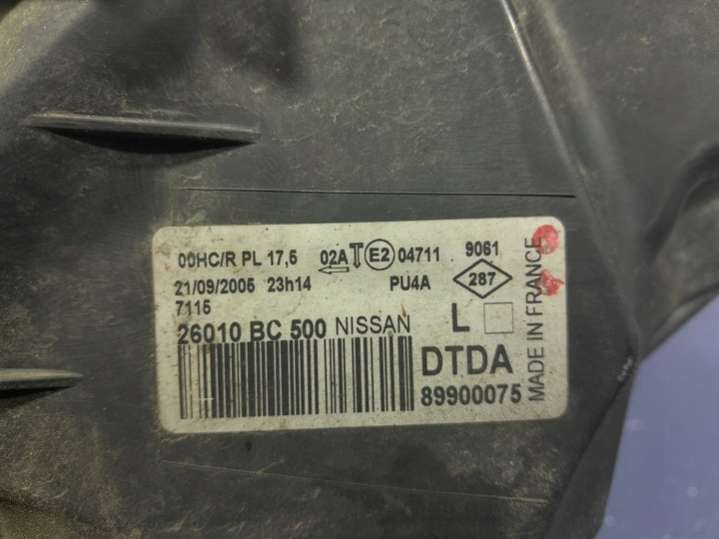 00HC/R PL 17,5 02A E2 04711 9061
21/09/2005 23h14 PU4A 287
7115
26010 BC 500 NISSAN L
DTDA
89900075
MADE IN FRANCE